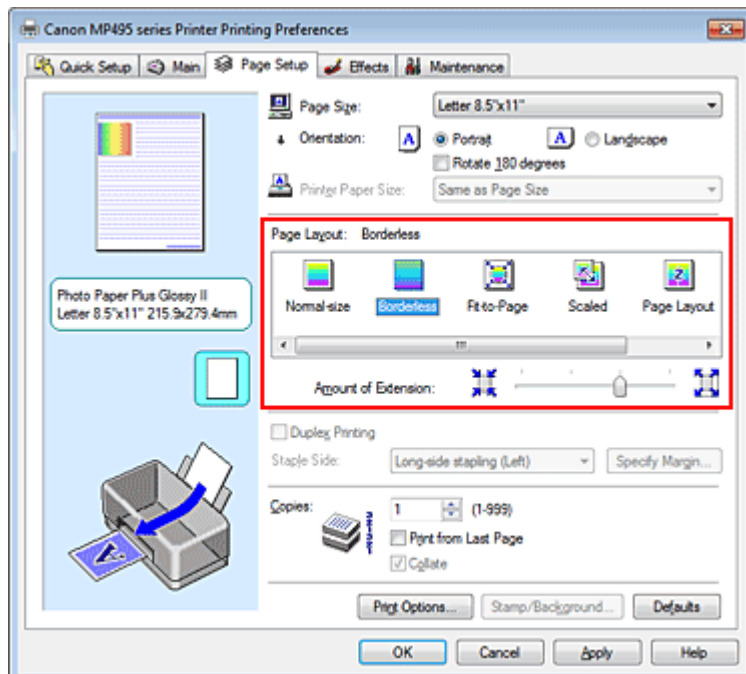 Canon MP495 series Printer Printing Preferences
Quick Setup Main Page Setup Effects Maintenance
Page Size: Letter 8.5"x11"
Orientation: A Portrait A Landscape
Rotate 180 degrees
Printer Paper Size: Same as Page Size
Page Layout: Borderless
Normal-size Borderless Fit-to-Page Scaled Page Layout
Amount of Extension:
Photo Paper Plus Glossy II
Letter 8.5"x11" 215.9x279.4mm
Duplex Printing
Staple Side: Long-side stapling (Left) Specify Margin...
Copies: 1 (1-999)
Print from Last Page
Collate
Print Options... Stamp/Background... Defaults
OK Cancel Apply Help